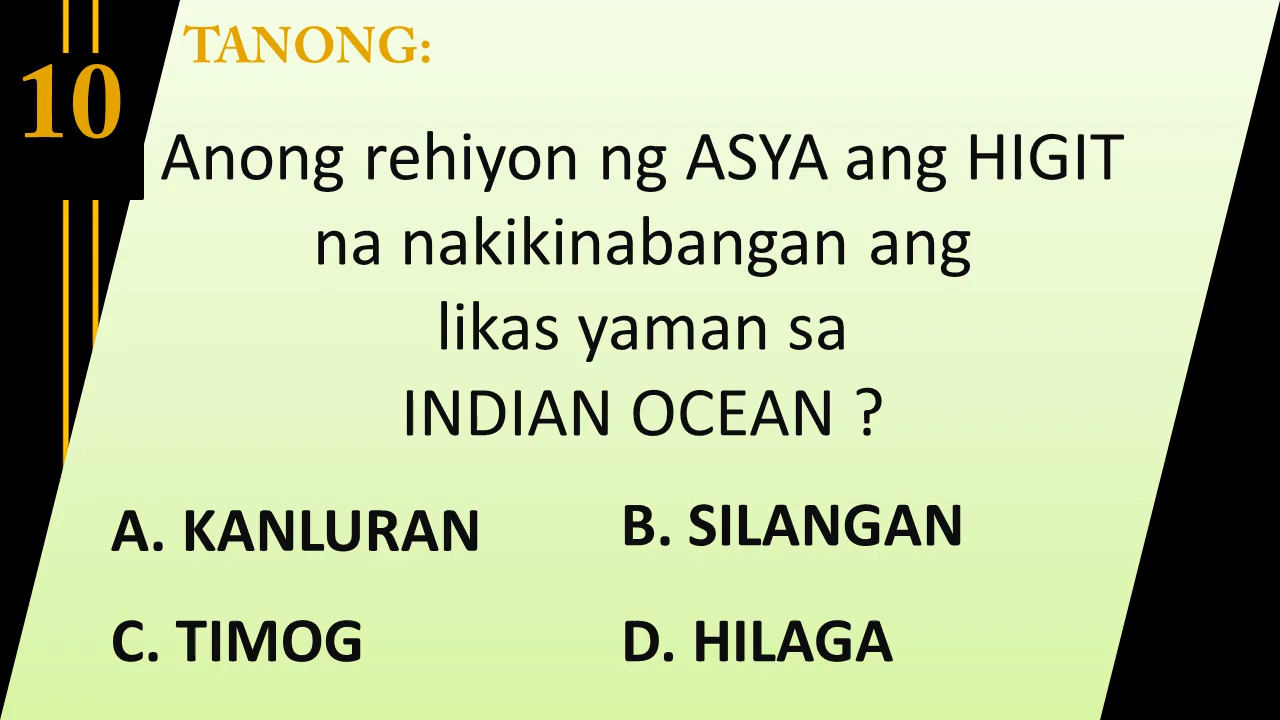 10
TANONG:
Anong rehiyon ng ASYA ang HIGIT
na nakikinabangan ang
likas yaman sa
INDIAN OCEAN ?
A. KANLURAN
B. SILANGAN
C. TIMOG
D. HILAGA